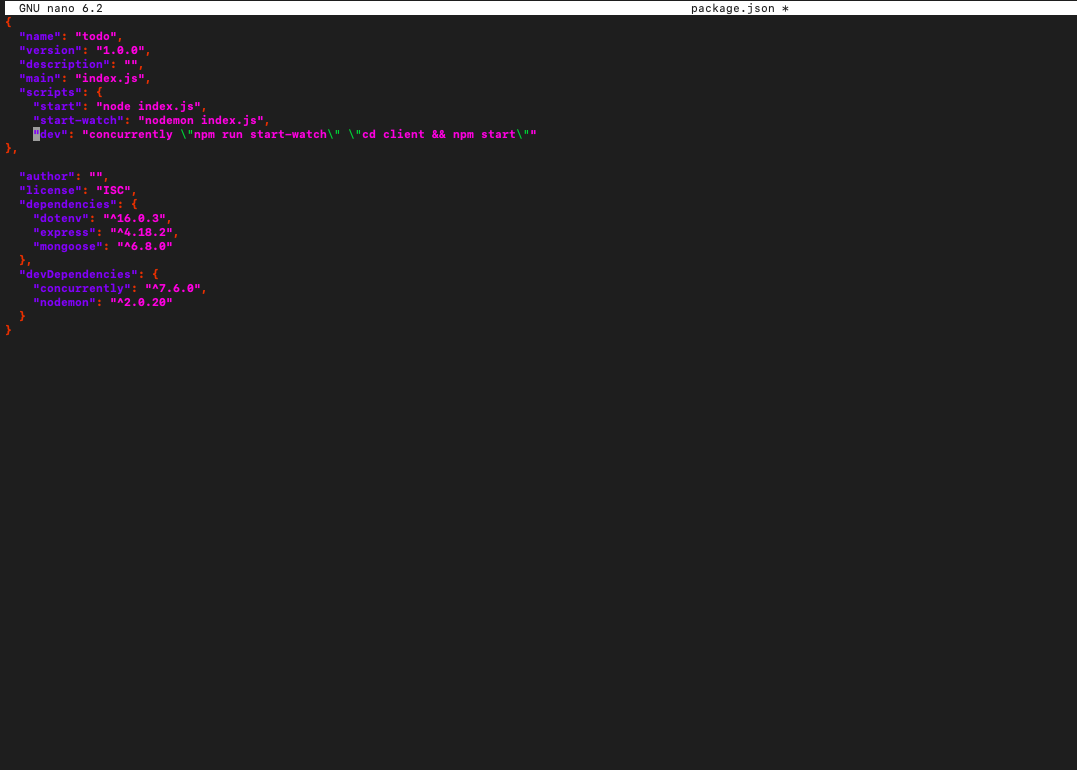 GNU nano 6.2 package.json *
{
  "name": "todo",
  "version": "1.0.0",
  "description": "",
  "main": "index.js",
  "scripts": {
    "start": "node index.js",
    "start-watch": "nodemon index.js",
    "dev": "concurrently \"npm run start-watch\" \"cd client && npm start\""
},

  "author": "",
  "license": "ISC",
  "dependencies": {
    "dotenv": "^16.0.3",
    "express": "^4.18.2",
    "mongoose": "^6.8.0"
  },
  "devDependencies": {
    "concurrently": "^7.6.0",
    "nodemon": "^2.0.20"
  }
}